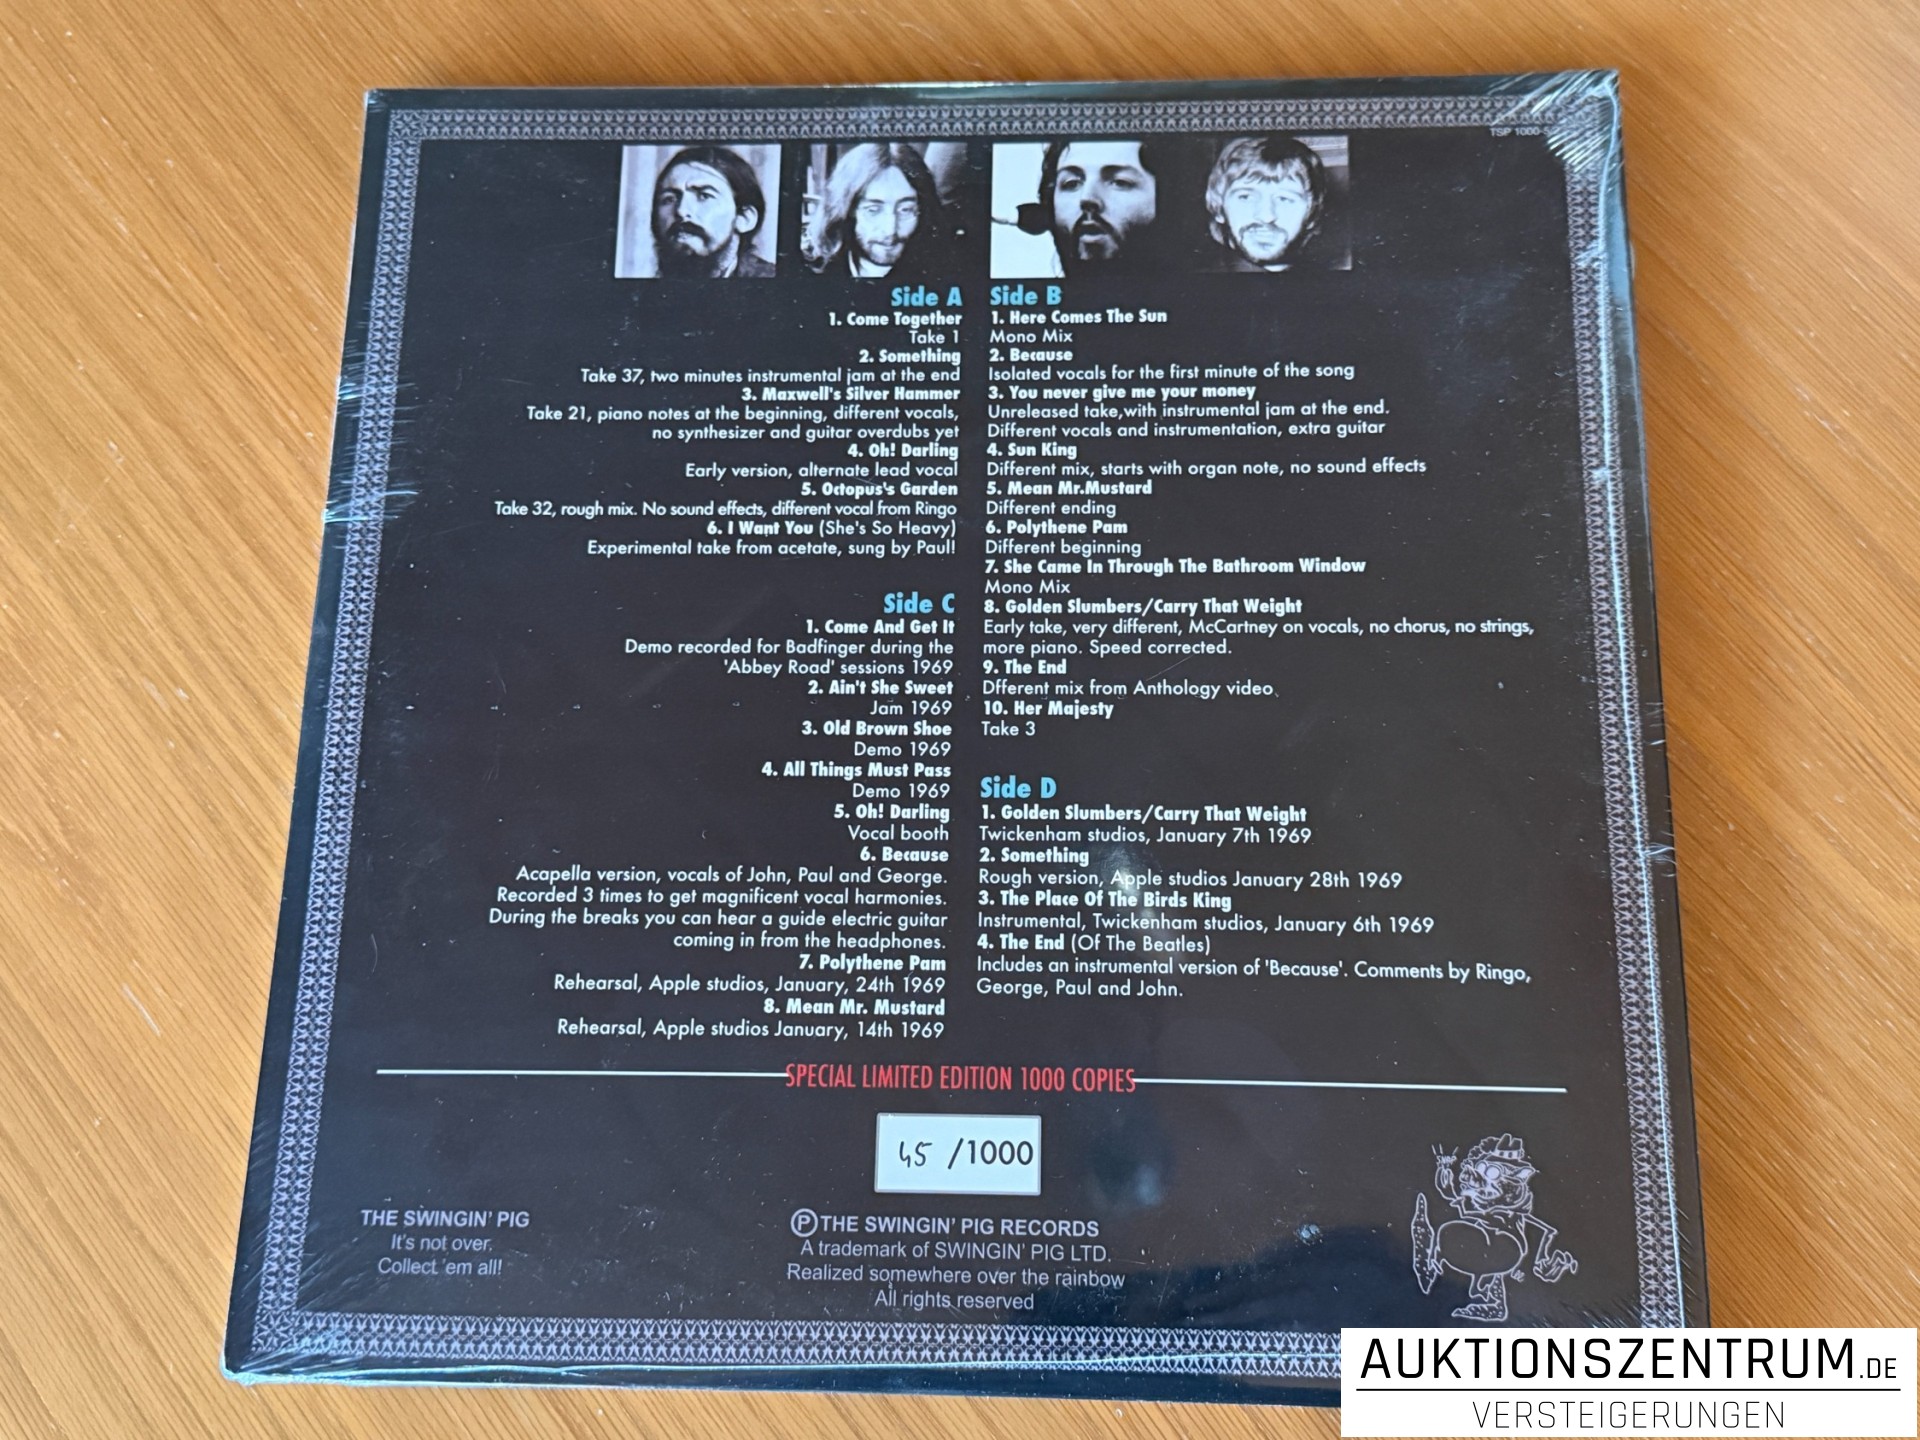 TSP 1000-
Side A
1. Come Together
Take 1
2. Something
Take 37, two minutes instrumental jam at the end
3. Maxwell's Silver Hammer
Take 21, piano notes at the beginning, different vocals,
no synthesizer and guitar overdubs yet
4. Oh! Darling
Early version, alternate lead vocal
5. Octopus's Garden
Take 32, rough mix. No sound effects, different vocal from Ringo
6. I Want You (She's So Heavy)
Experimental take from acetate, sung by Paul!
Side B
1. Here Comes The Sun
Mono Mix
2. Because
Isolated vocals for the first minute of the song
3. You never give me your money
Unreleased take,with instrumental jam at the end.
Different vocals and instrumentation, extra guitar
4. Sun King
Different mix, starts with organ note, no sound effects
5. Mean Mr.Mustard
Different ending
6. Polythene Pam
Different beginning
7. She Came In Through The Bathroom Window
Mono Mix
8. Golden Slumbers/Carry That Weight
Early take, very different, McCartney on vocals, no chorus, no strings,
more piano. Speed corrected.
9. The End
Dfferent mix from Anthology video
10. Her Majesty
Take 3
Side C
1. Come And Get It
Demo recorded for Badfinger during the
'Abbey Road' sessions 1969
2. Ain't She Sweet
Jam 1969
3. Old Brown Shoe
Demo 1969
4. All Things Must Pass
Demo 1969
5. Oh! Darling
Vocal booth
6. Because
Acapella version, vocals of John, Paul and George.
Recorded 3 times to get magnificent vocal harmonies.
During the breaks you can hear a guide electric guitar
coming in from the headphones.
7. Polythene Pam
Rehearsal, Apple studios, January, 24th 1969
8. Mean Mr. Mustard
Rehearsal, Apple studios January, 14th 1969
Side D
1. Golden Slumbers/Carry That Weight
Twickenham studios, January 7th 1969
2. Something
Rough version, Apple studios January 28th 1969
3. The Place Of The Birds King
Instrumental, Twickenham studios, January 6th 1969
4. The End (Of The Beatles)
Includes an instrumental version of 'Because'. Comments by Ringo,
George, Paul and John.
SPECIAL LIMITED EDITION 1000 COPIES
45 /1000
THE SWINGIN' PIG
It's not over,
Collect 'em all!
Ⓟ THE SWINGIN' PIG RECORDS
A trademark of SWINGIN' PIG LTD.
Realized somewhere over the rainbow
All rights reserved
AUKTIONSZENTRUM.DE
VERSTEIGERUNGEN